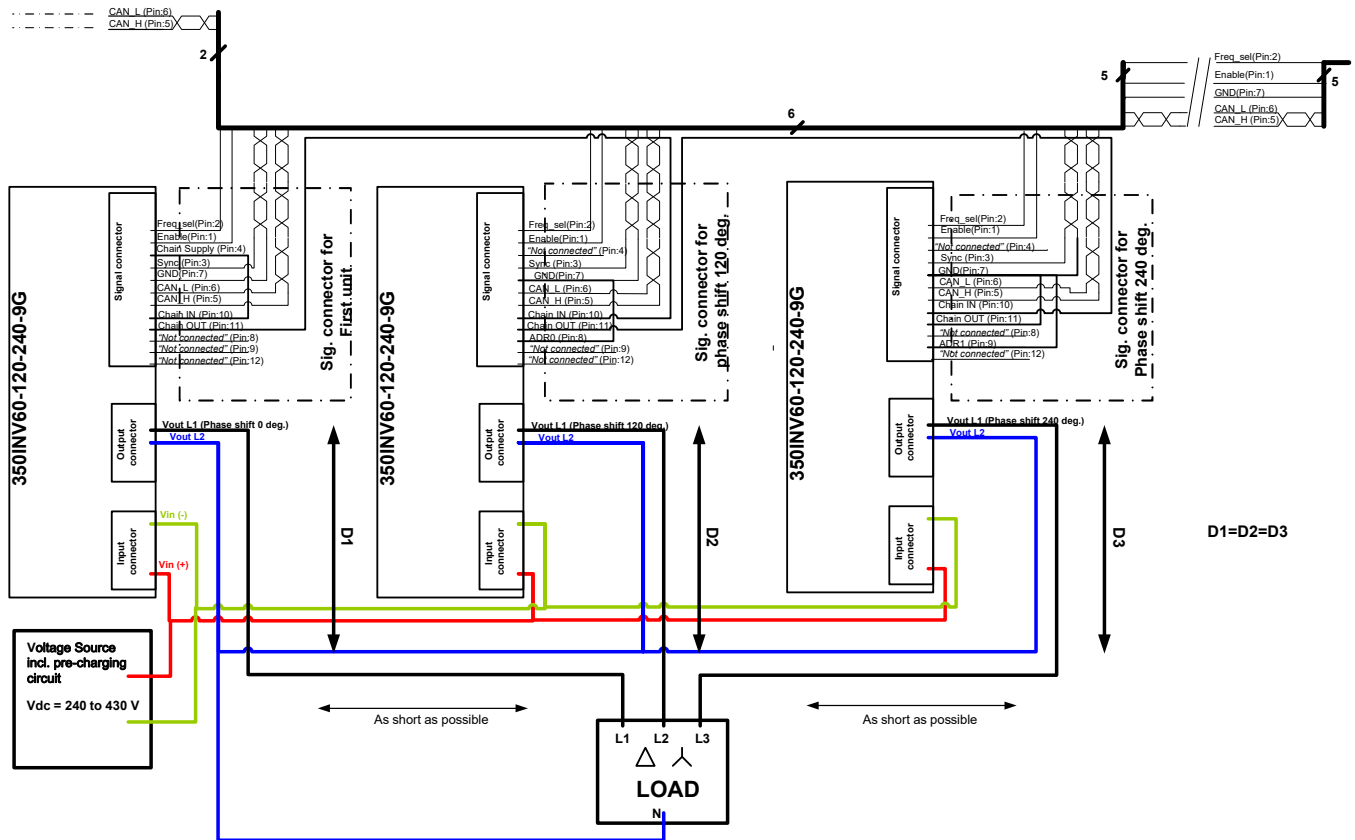 CAN_L (Pin:6)
CAN_H (Pin:5)
2
6
5
Freq_sel(Pin:2)
Enable(Pin:1)
GND(Pin:7)
CAN_L (Pin:6)
CAN_H (Pin:5)
5
350INV60-120-240-9G
Signal connector
Freq_sel(Pin:2)
Enable(Pin:1)
Chain Supply (Pin:4)
Sync(Pin:3)
GND(Pin:7)
CAN_L (Pin:6)
CAN_H (Pin:5)
Chain IN (Pin:10)
Chain OUT (Pin:11)
"Not connected" (Pin:8)
"Not connected" (Pin:9)
"Not connected" (Pin:12)
Sig. connector for
First unit
Output
connector
Vout L1 (Phase shift 0 deg.)
Vout L2
Input
connector
Vin (-)
Vin (+)
D1
350INV60-120-240-9G
Signal connector
Freq_sel(Pin:2)
Enable(Pin:1)
"Not connected" (Pin:4)
Sync(Pin:3)
GND(Pin:7)
CAN_L (Pin:6)
CAN_H (Pin:5)
Chain IN (Pin:10)
Chain OUT (Pin:11)
ADR0 (Pin:8)
"Not connected" (Pin:9)
"Not connected" (Pin:12)
Sig. connector for
phase shift 120 deg.
Output
connector
Vout L1 (Phase shift 120 deg.)
Vout L2
Input
connector
D2
350INV60-120-240-9G
Signal connector
Freq_sel(Pin:2)
Enable(Pin:1)
"Not connected" (Pin:4)
Sync (Pin:3)
GND(Pin:7)
CAN_L (Pin:6)
CAN_H (Pin:5)
Chain IN (Pin:10)
Chain OUT (Pin:11)
"Not connected" (Pin:8)
ADR1 (Pin:9)
"Not connected" (Pin:12)
Sig. connector for
Phase shift 240 deg.
Output
connector
Vout L1 (Phase shift 240 deg.)
Vout L2
Input
connector
D3
D1=D2=D3
Voltage Source
incl. pre-charging
circuit
Vdc = 240 to 430 V
As short as possible
As short as possible
L1 L2 L3
LOAD
N